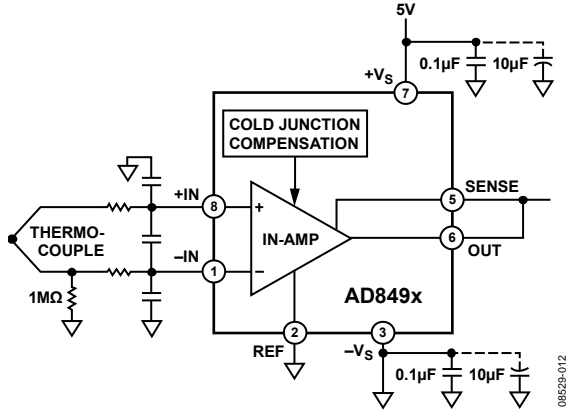 5V
0.1µF
10µF
+VS
7
COLD JUNCTION
COMPENSATION
+IN
8
+
5
SENSE
THERMO-
COUPLE
IN-AMP
6
OUT
–IN
1
–
1MΩ
AD849x
2
3
REF
–VS
0.1µF
10µF
08529-012